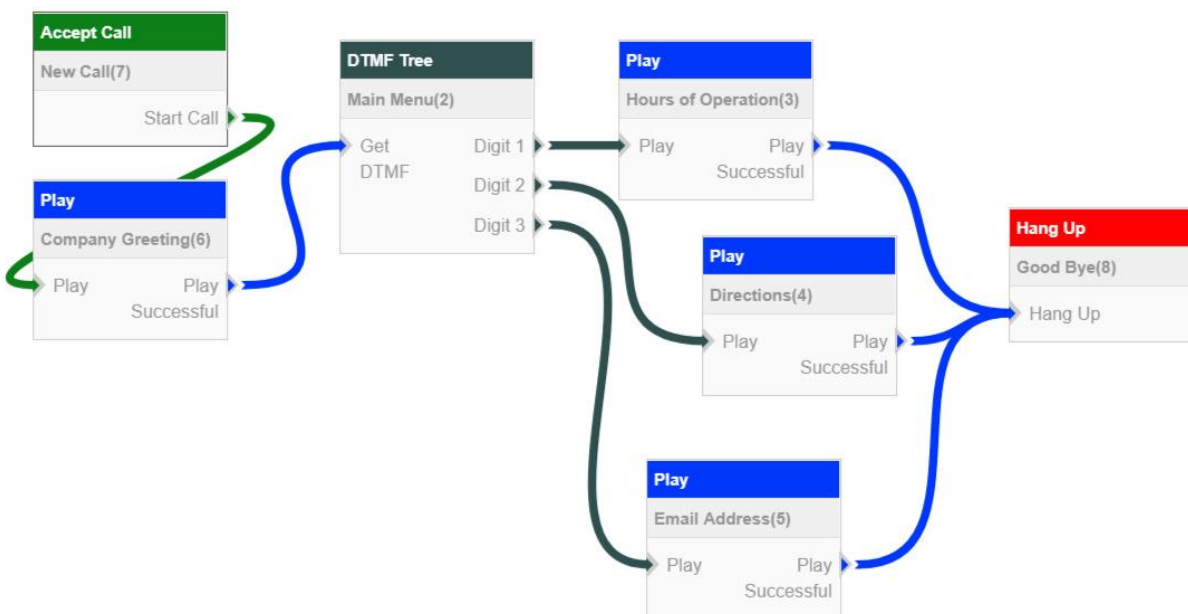 Accept Call
New Call(7)
Start Call
Play
Company Greeting(6)
Play
Play
Successful
DTMF Tree
Main Menu(2)
Get
DTMF
Digit 1
Digit 2
Digit 3
Play
Hours of Operation(3)
Play
Play
Successful
Play
Directions(4)
Play
Play
Successful
Play
Email Address(5)
Play
Play
Successful
Hang Up
Good Bye(8)
Hang Up